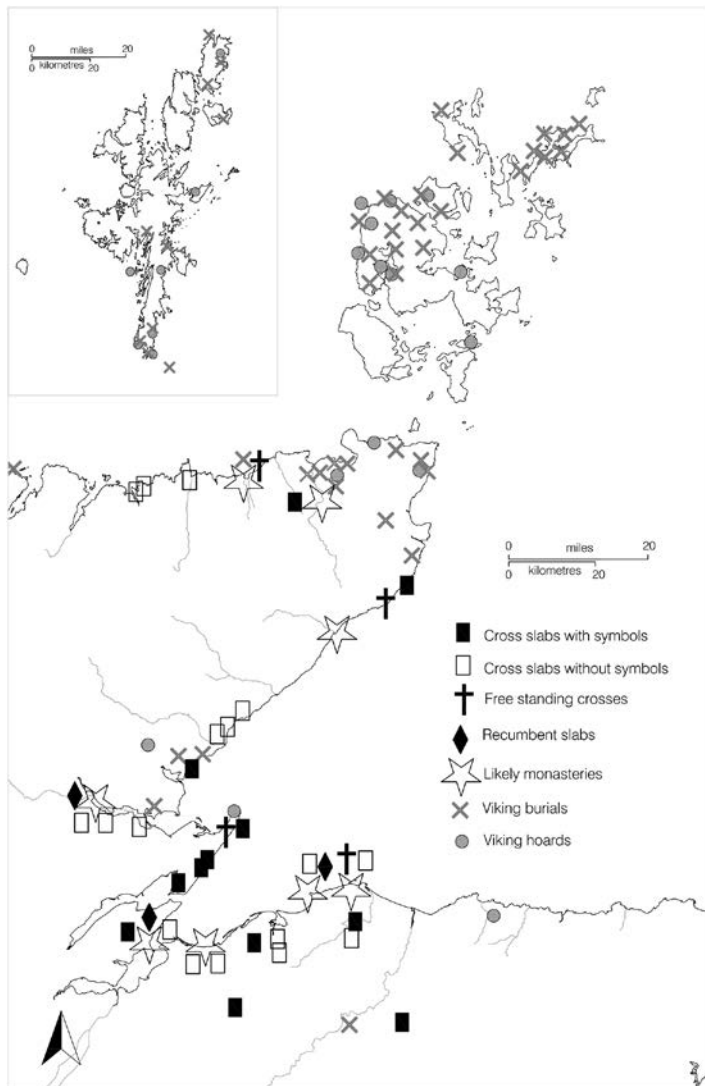 miles
0 20
0 20
kilometres
miles
0 20
0 20
kilometres
Cross slabs with symbols
Cross slabs without symbols
Free standing crosses
Recumbent slabs
Likely monasteries
Viking burials
Viking hoards